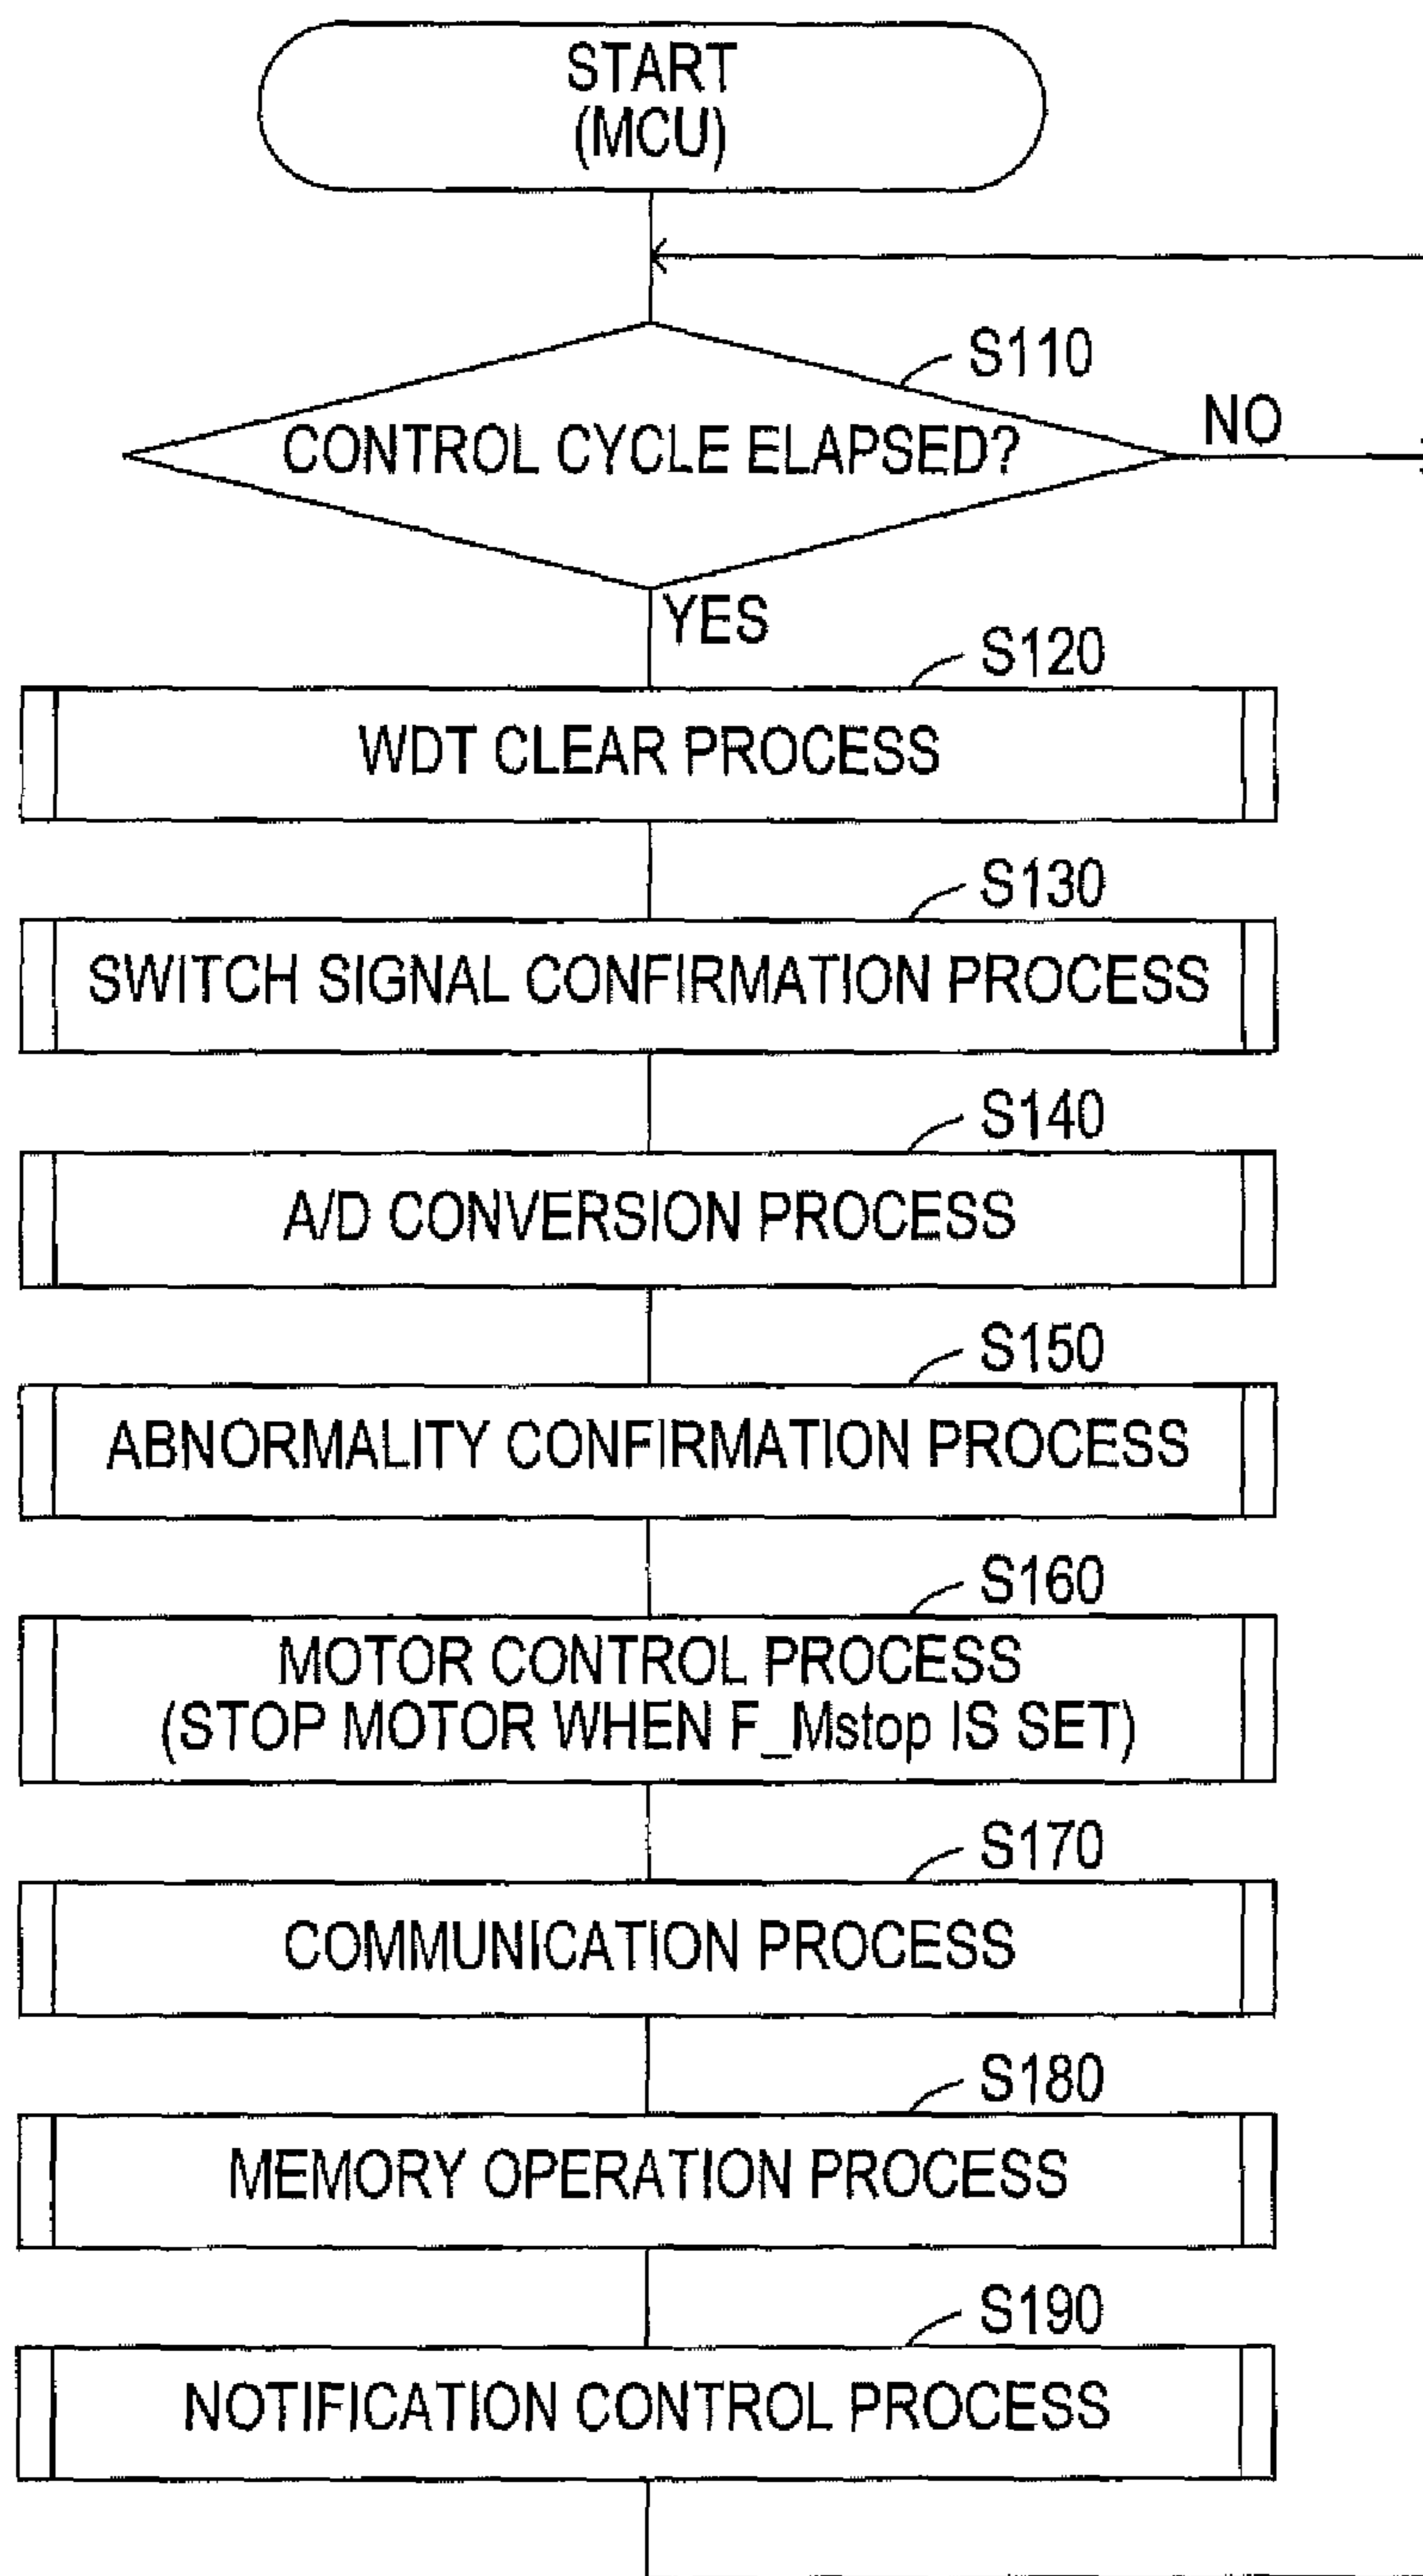 START
(MCU)
S110
CONTROL CYCLE ELAPSED?
NO
YES
S120
WDT CLEAR PROCESS
S130
SWITCH SIGNAL CONFIRMATION PROCESS
S140
A/D CONVERSION PROCESS
S150
ABNORMALITY CONFIRMATION PROCESS
S160
MOTOR CONTROL PROCESS
(STOP MOTOR WHEN F_Mstop IS SET)
S170
COMMUNICATION PROCESS
S180
MEMORY OPERATION PROCESS
S190
NOTIFICATION CONTROL PROCESS